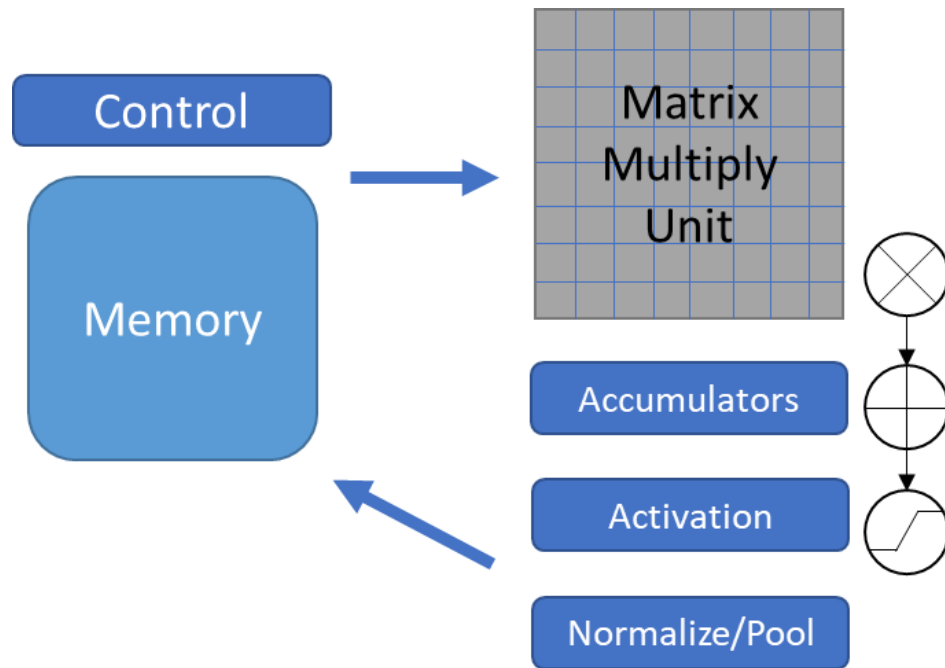 Control
Memory
Matrix
Multiply
Unit
Accumulators
Activation
Normalize/Pool